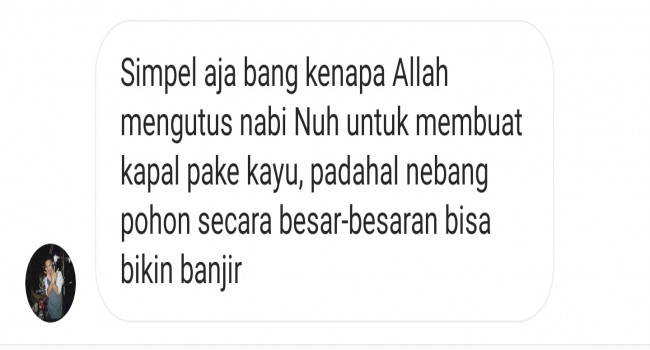 Simpel aja bang kenapa Allah
mengutus nabi Nuh untuk membuat
kapal pake kayu, padahal nebang
pohon secara besar-besaran bisa
bikin banjir